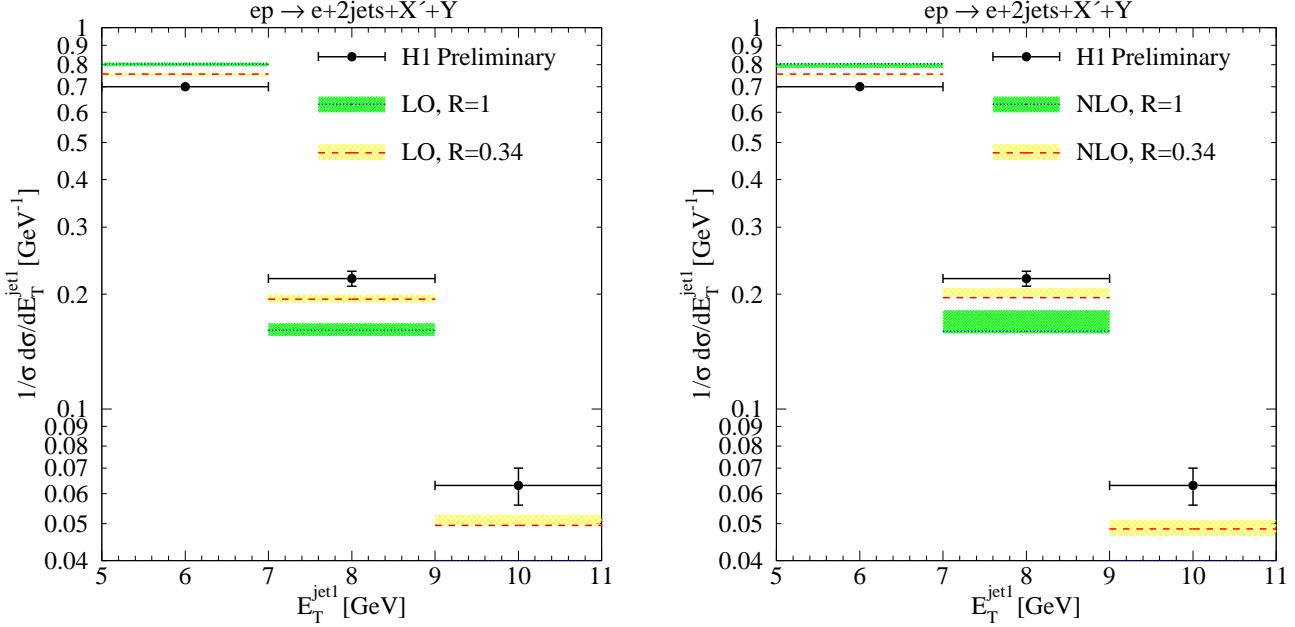 ep → e+2jets+X´+Y
1
0.9
0.8
0.7
0.6
0.5
0.4
0.3
0.2
0.1
0.09
0.08
0.07
0.06
0.05
0.04
1/σ dσ/dE_T^jet1 [GeV^-1]
H1 Preliminary
LO, R=1
LO, R=0.34
5 6 7 8 9 10 11
E_T^jet1 [GeV]
ep → e+2jets+X´+Y
1
0.9
0.8
0.7
0.6
0.5
0.4
0.3
0.2
0.1
0.09
0.08
0.07
0.06
0.05
0.04
1/σ dσ/dE_T^jet1 [GeV^-1]
H1 Preliminary
NLO, R=1
NLO, R=0.34
5 6 7 8 9 10 11
E_T^jet1 [GeV]